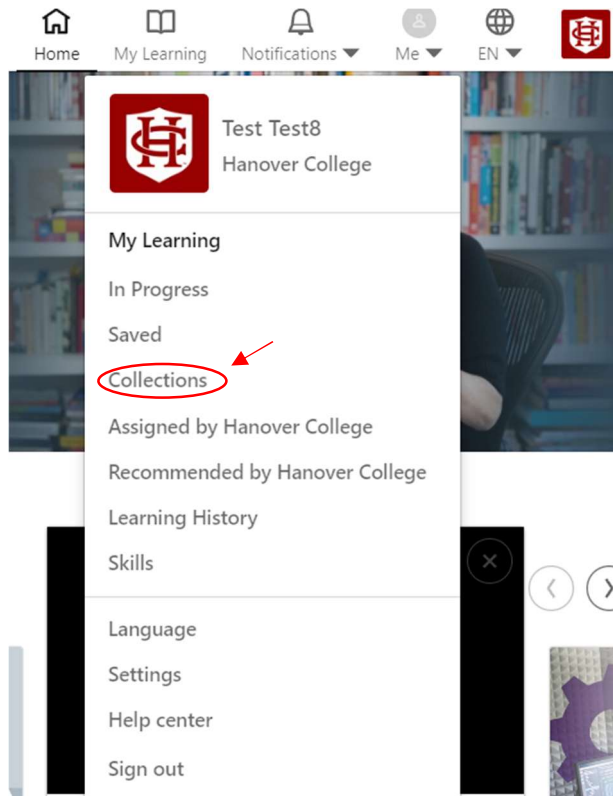 Home My Learning Notifications Me EN
Test Test8
Hanover College
My Learning
In Progress
Saved
Collections
Assigned by Hanover College
Recommended by Hanover College
Learning History
Skills
Language
Settings
Help center
Sign out